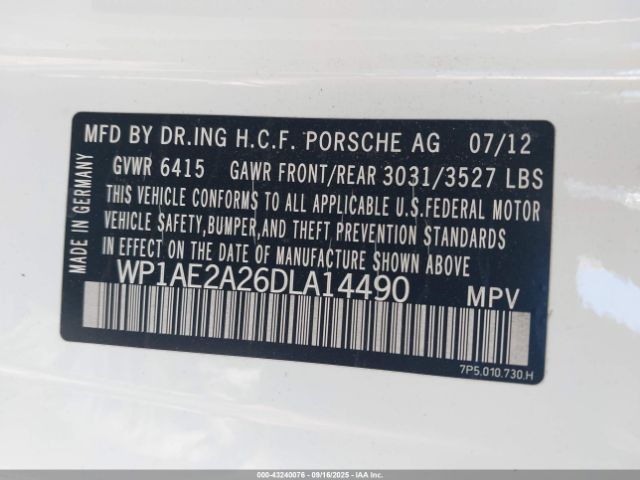 MFD BY DR.ING H.C.F. PORSCHE AG 07/12
GVWR 6415 GAWR FRONT/REAR 3031/3527 LBS
THIS VEHICLE CONFORMS TO ALL APPLICABLE U.S.FEDERAL MOTOR
VEHICLE SAFETY,BUMPER,AND THEFT PREVENTION STANDARDS
IN EFFECT ON THE DATE OF MANUFACTURE SHOWN ABOVE
WP1AE2A26DLA14490 MPV
MADE IN GERMANY
7P5.010.730.H
000-43240076 - 09/16/2025 - IAAI.COM